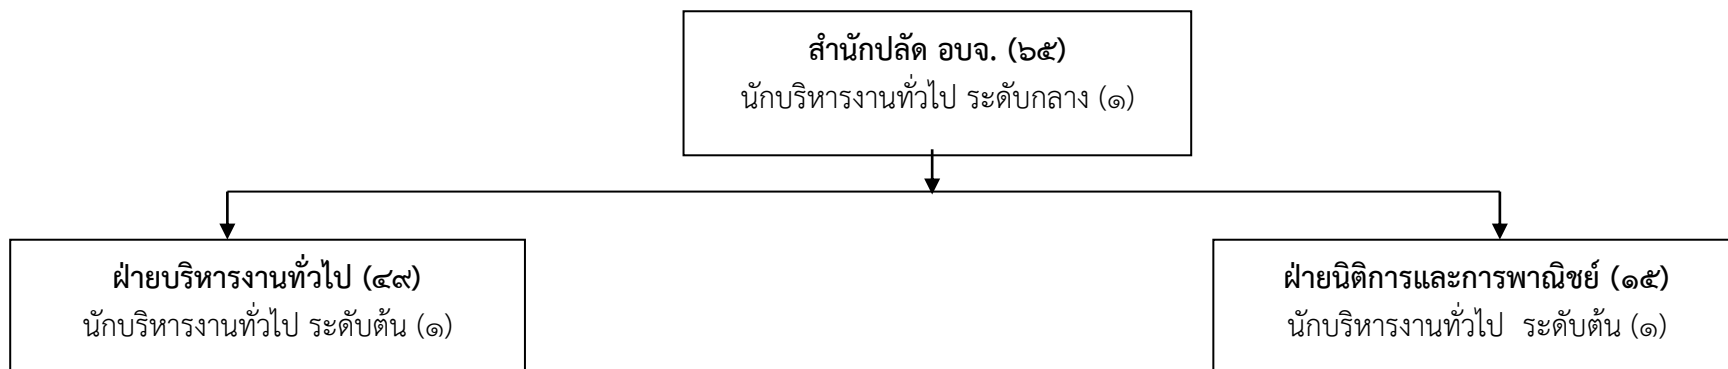 สำนักปลัด อบจ. (๖๕)
นักบริหารงานทั่วไป ระดับกลาง (๑)
ฝ่ายบริหารงานทั่วไป (๔๙)
นักบริหารงานทั่วไป ระดับต้น (๑)
ฝ่ายนิติการและการพาณิชย์ (๑๕)
นักบริหารงานทั่วไป  ระดับต้น (๑)